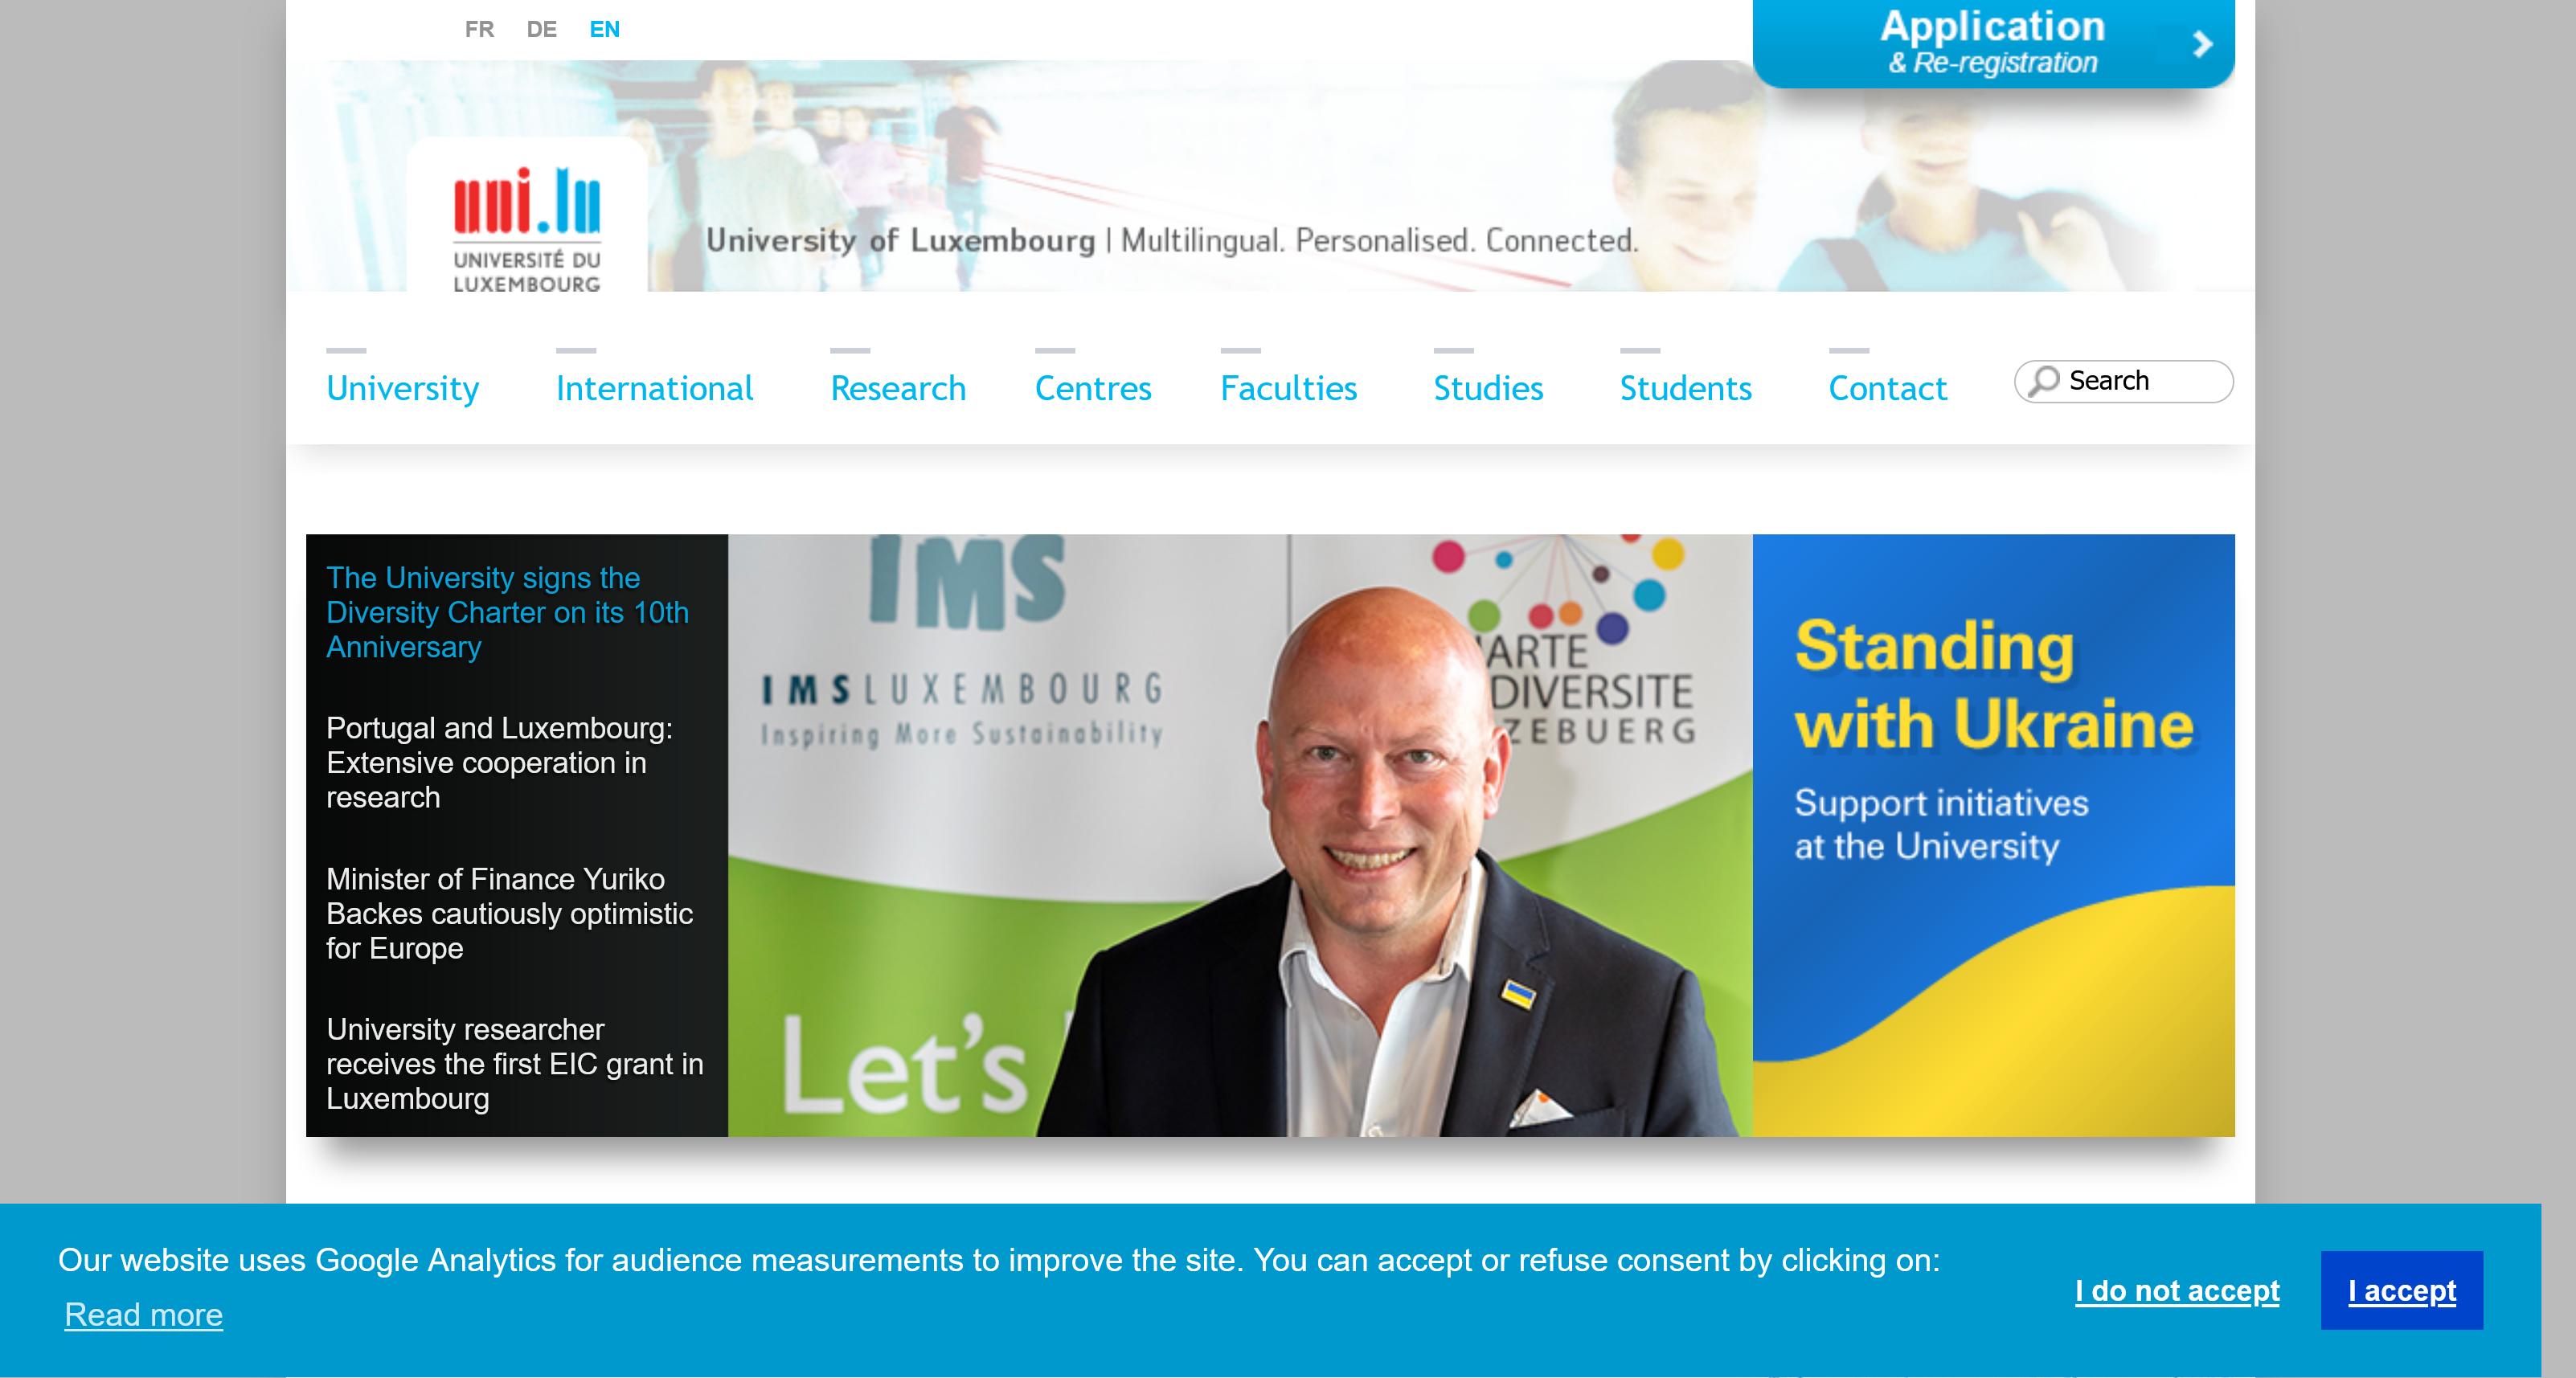 FR DE EN
Application
& Re-registration
uni.lu
UNIVERSITÉ DU
LUXEMBOURG
University of Luxembourg | Multilingual. Personalised. Connected.
University International Research Centres Faculties Studies Students Contact Search
The University signs the
Diversity Charter on its 10th
Anniversary
Portugal and Luxembourg:
Extensive cooperation in
research
Minister of Finance Yuriko
Backes cautiously optimistic
for Europe
University researcher
receives the first EIC grant in
Luxembourg
IMS
IMS LUXEMBOURG
Inspiring More Sustainability
ARTE
DIVERSITE
ZEBUERG
Let's
Standing
with Ukraine
Support initiatives
at the University
Our website uses Google Analytics for audience measurements to improve the site. You can accept or refuse consent by clicking on:
Read more
I do not accept
I accept